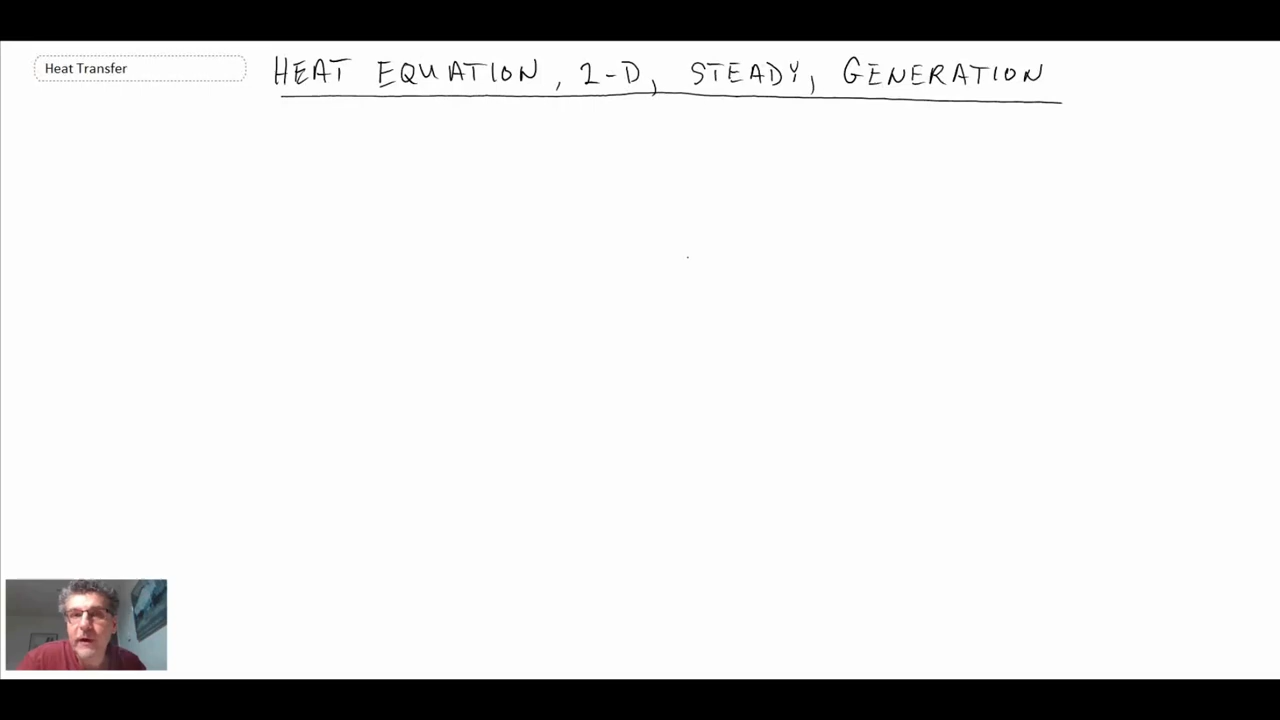 Heat Transfer
HEAT EQUATION, 2-D, STEADY, GENERATION